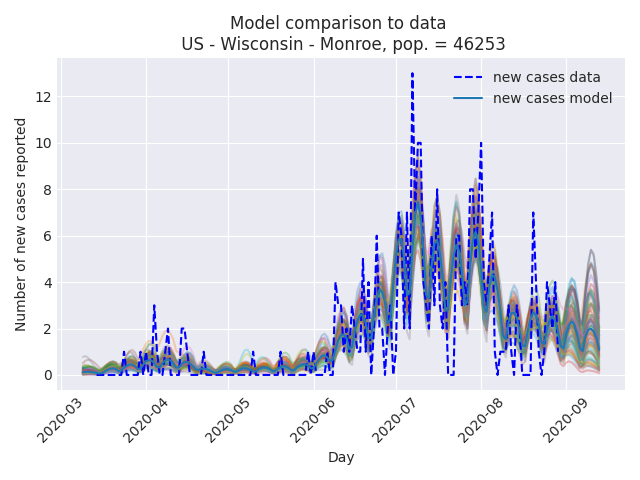 Model comparison to data
US - Wisconsin - Monroe, pop. = 46253
new cases data
new cases model
Number of new cases reported
12
10
8
6
4
2
0
2020-03
2020-04
2020-05
2020-06
2020-07
2020-08
2020-09
Day